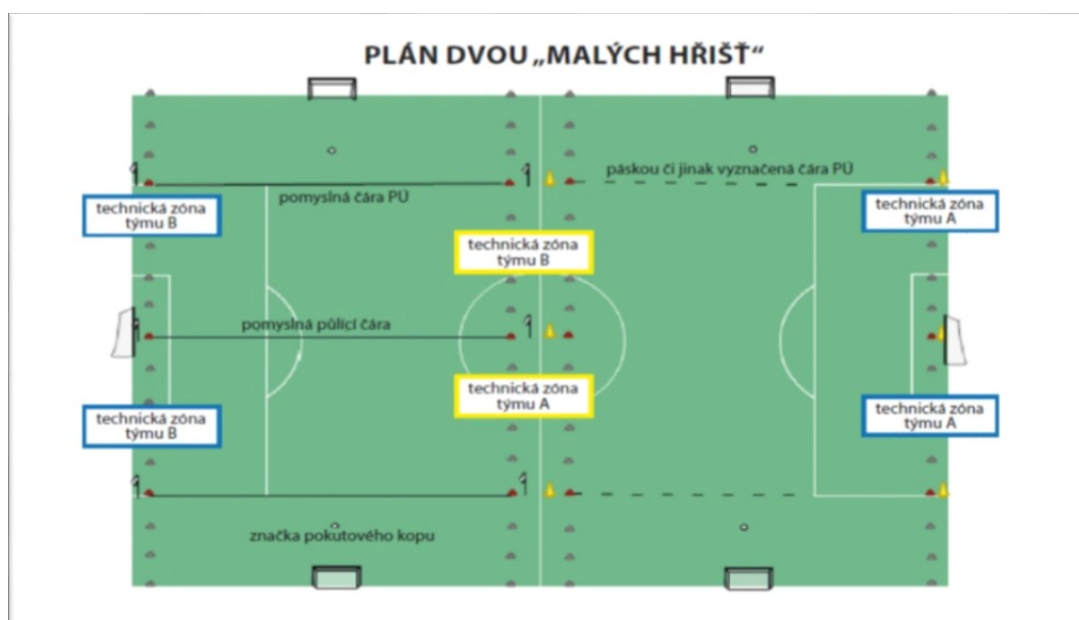 PLÁN DVOU „MALÝCH HŘIŠŤ“
páskou či jinak vyznačená čára PÚ
pomyslná čára PÚ
technická zóna
týmu B
technická zóna
týmu A
technická zóna
týmu B
pomyslná půlící čára
technická zóna
týmu A
technická zóna
týmu B
technická zóna
týmu A
značka pokutového kopu